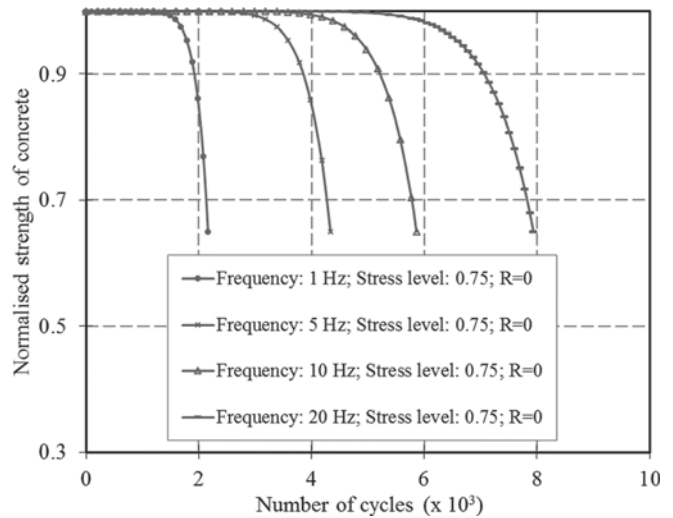 Normalised strength of concrete
0.9
0.7
0.5
0.3
Frequency: 1 Hz; Stress level: 0.75; R=0
Frequency: 5 Hz; Stress level: 0.75; R=0
Frequency: 10 Hz; Stress level: 0.75; R=0
Frequency: 20 Hz; Stress level: 0.75; R=0
0 2 4 6 8 10
Number of cycles (x 10³)